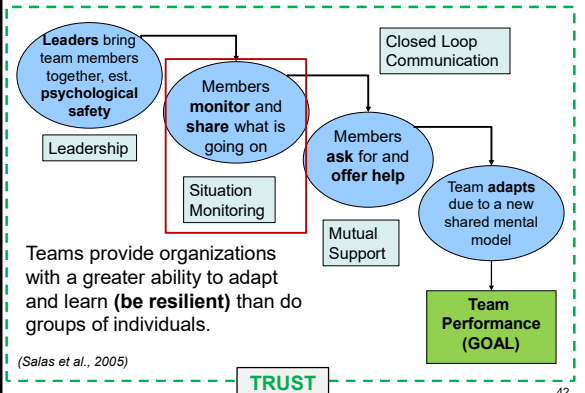 Leaders bring
team members
together, est.
psychological
safety
Leadership
Members
monitor and
share what is
going on
Situation
Monitoring
Closed Loop
Communication
Members
ask for and
offer help
Mutual
Support
Team adapts
due to a new
shared mental
model
Team
Performance
(GOAL)
Teams provide organizations
with a greater ability to adapt
and learn (be resilient) than do
groups of individuals.
(Salas et al., 2005)
TRUST
42